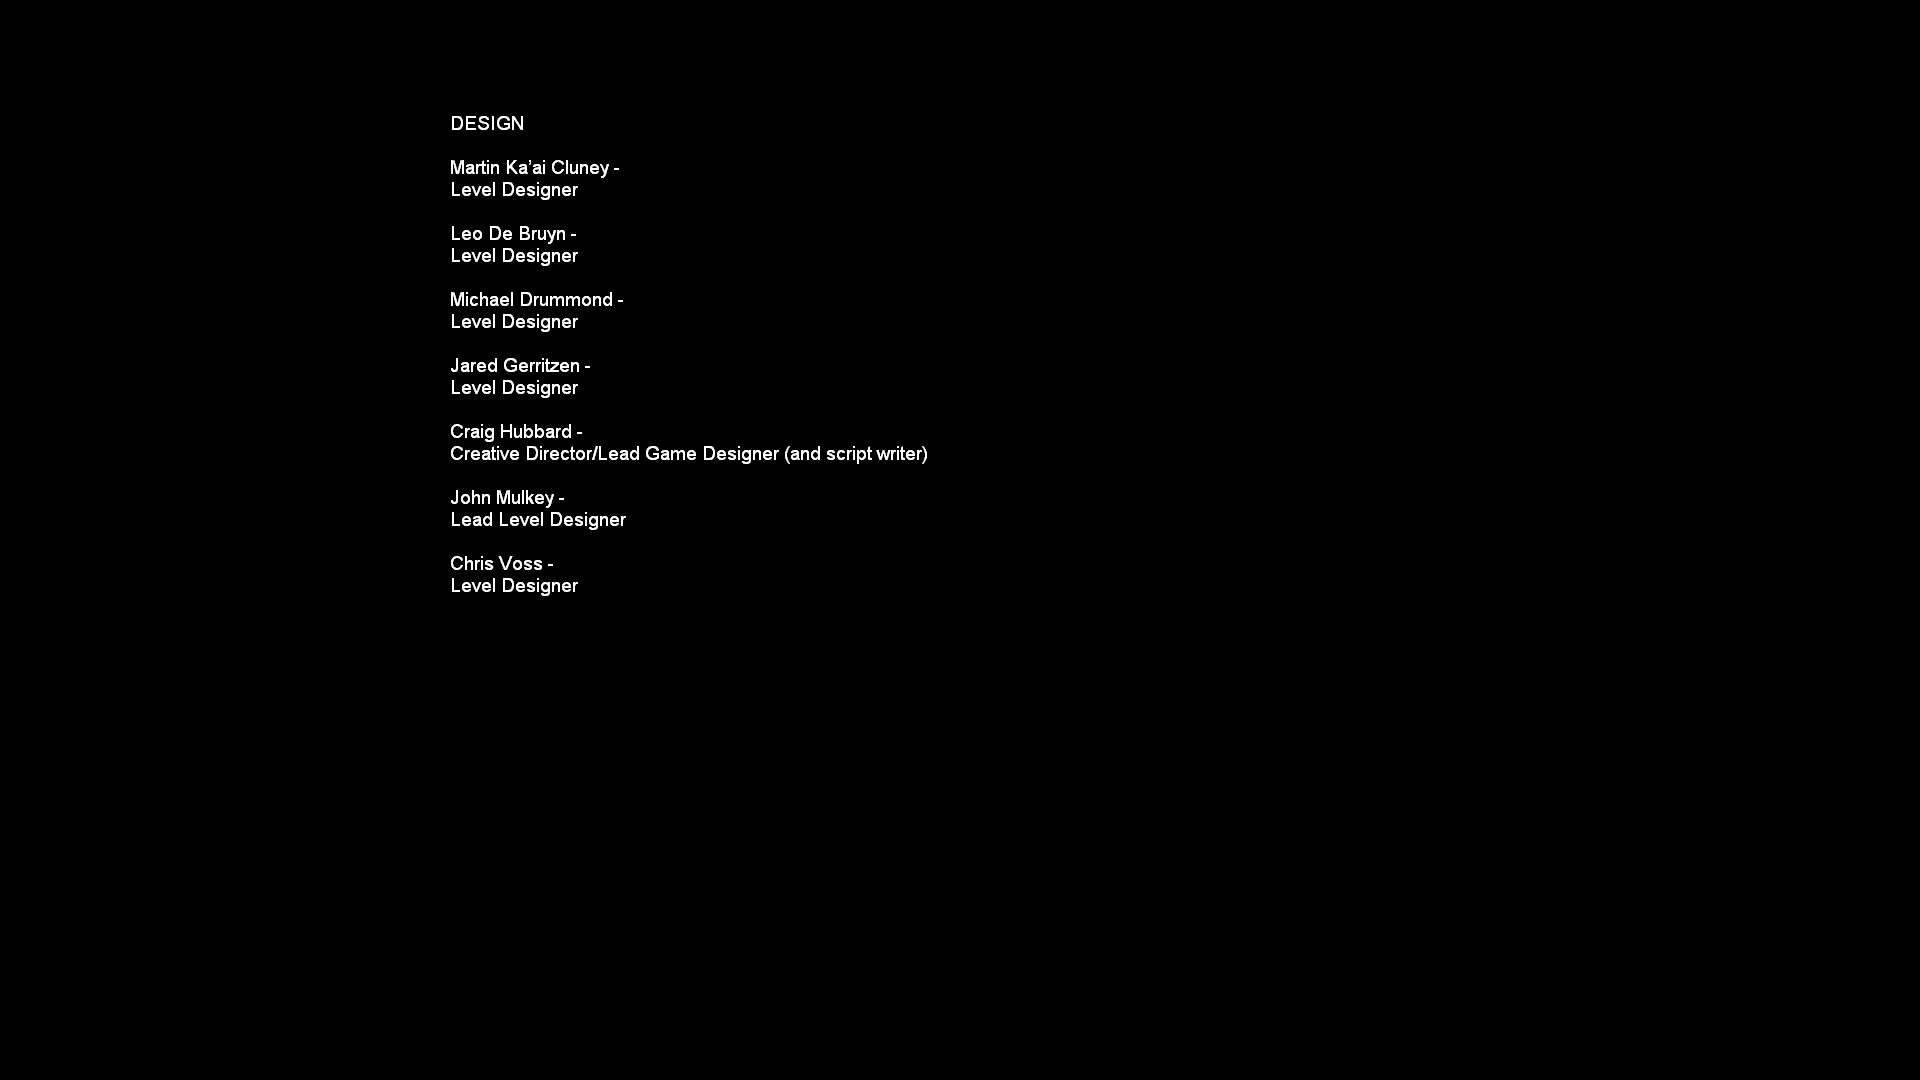 DESIGN
Martin Ka’ai Cluney -
Level Designer
Leo De Bruyn -
Level Designer
Michael Drummond -
Level Designer
Jared Gerritzen -
Level Designer
Craig Hubbard -
Creative Director/Lead Game Designer (and script writer)
John Mulkey -
Lead Level Designer
Chris Voss -
Level Designer